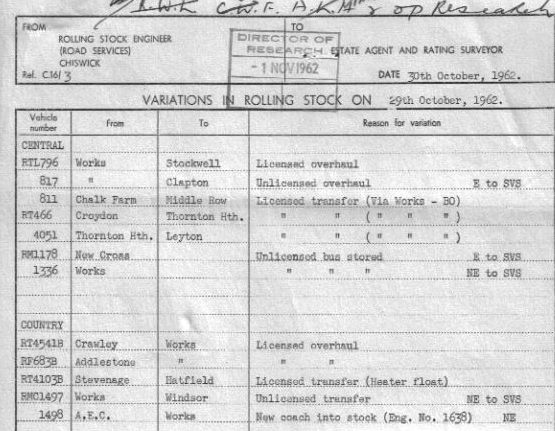 R.W.L C.W.F. A.K.A. & Op Research
FROM
ROLLING STOCK ENGINEER
(ROAD SERVICES)
CHISWICK
Ref. C.16/3
TO
DIRECTOR OF
RESEARCH
-1 NOV 1962
ESTATE AGENT AND RATING SURVEYOR
DATE 30th October, 1962.
VARIATIONS IN ROLLING STOCK ON 29th October, 1962.
Vehicle number From To Reason for variation
CENTRAL
RTL796 Works Stockwell Licensed overhaul
817 " Clapton Unlicensed overhaul E to SVS
811 Chalk Farm Middle Row Licensed transfer (Via Works - BO)
RT466 Croydon Thornton Hth. " " ( " " " )
4051 Thornton Hth. Leyton " " ( " " " )
RM1178 New Cross Unlicensed bus stored E to SVS
1336 Works " " " NE to SVS
COUNTRY
RT4541B Crawley Works Licensed overhaul
RF683B Addlestone " " "
RT4103B Stevenage Hatfield Licensed transfer (Heater float)
RMC1497 Works Windsor Unlicensed transfer NE to SVS
1498 A.E.C. Works New coach into stock (Eng. No. 1638) NE